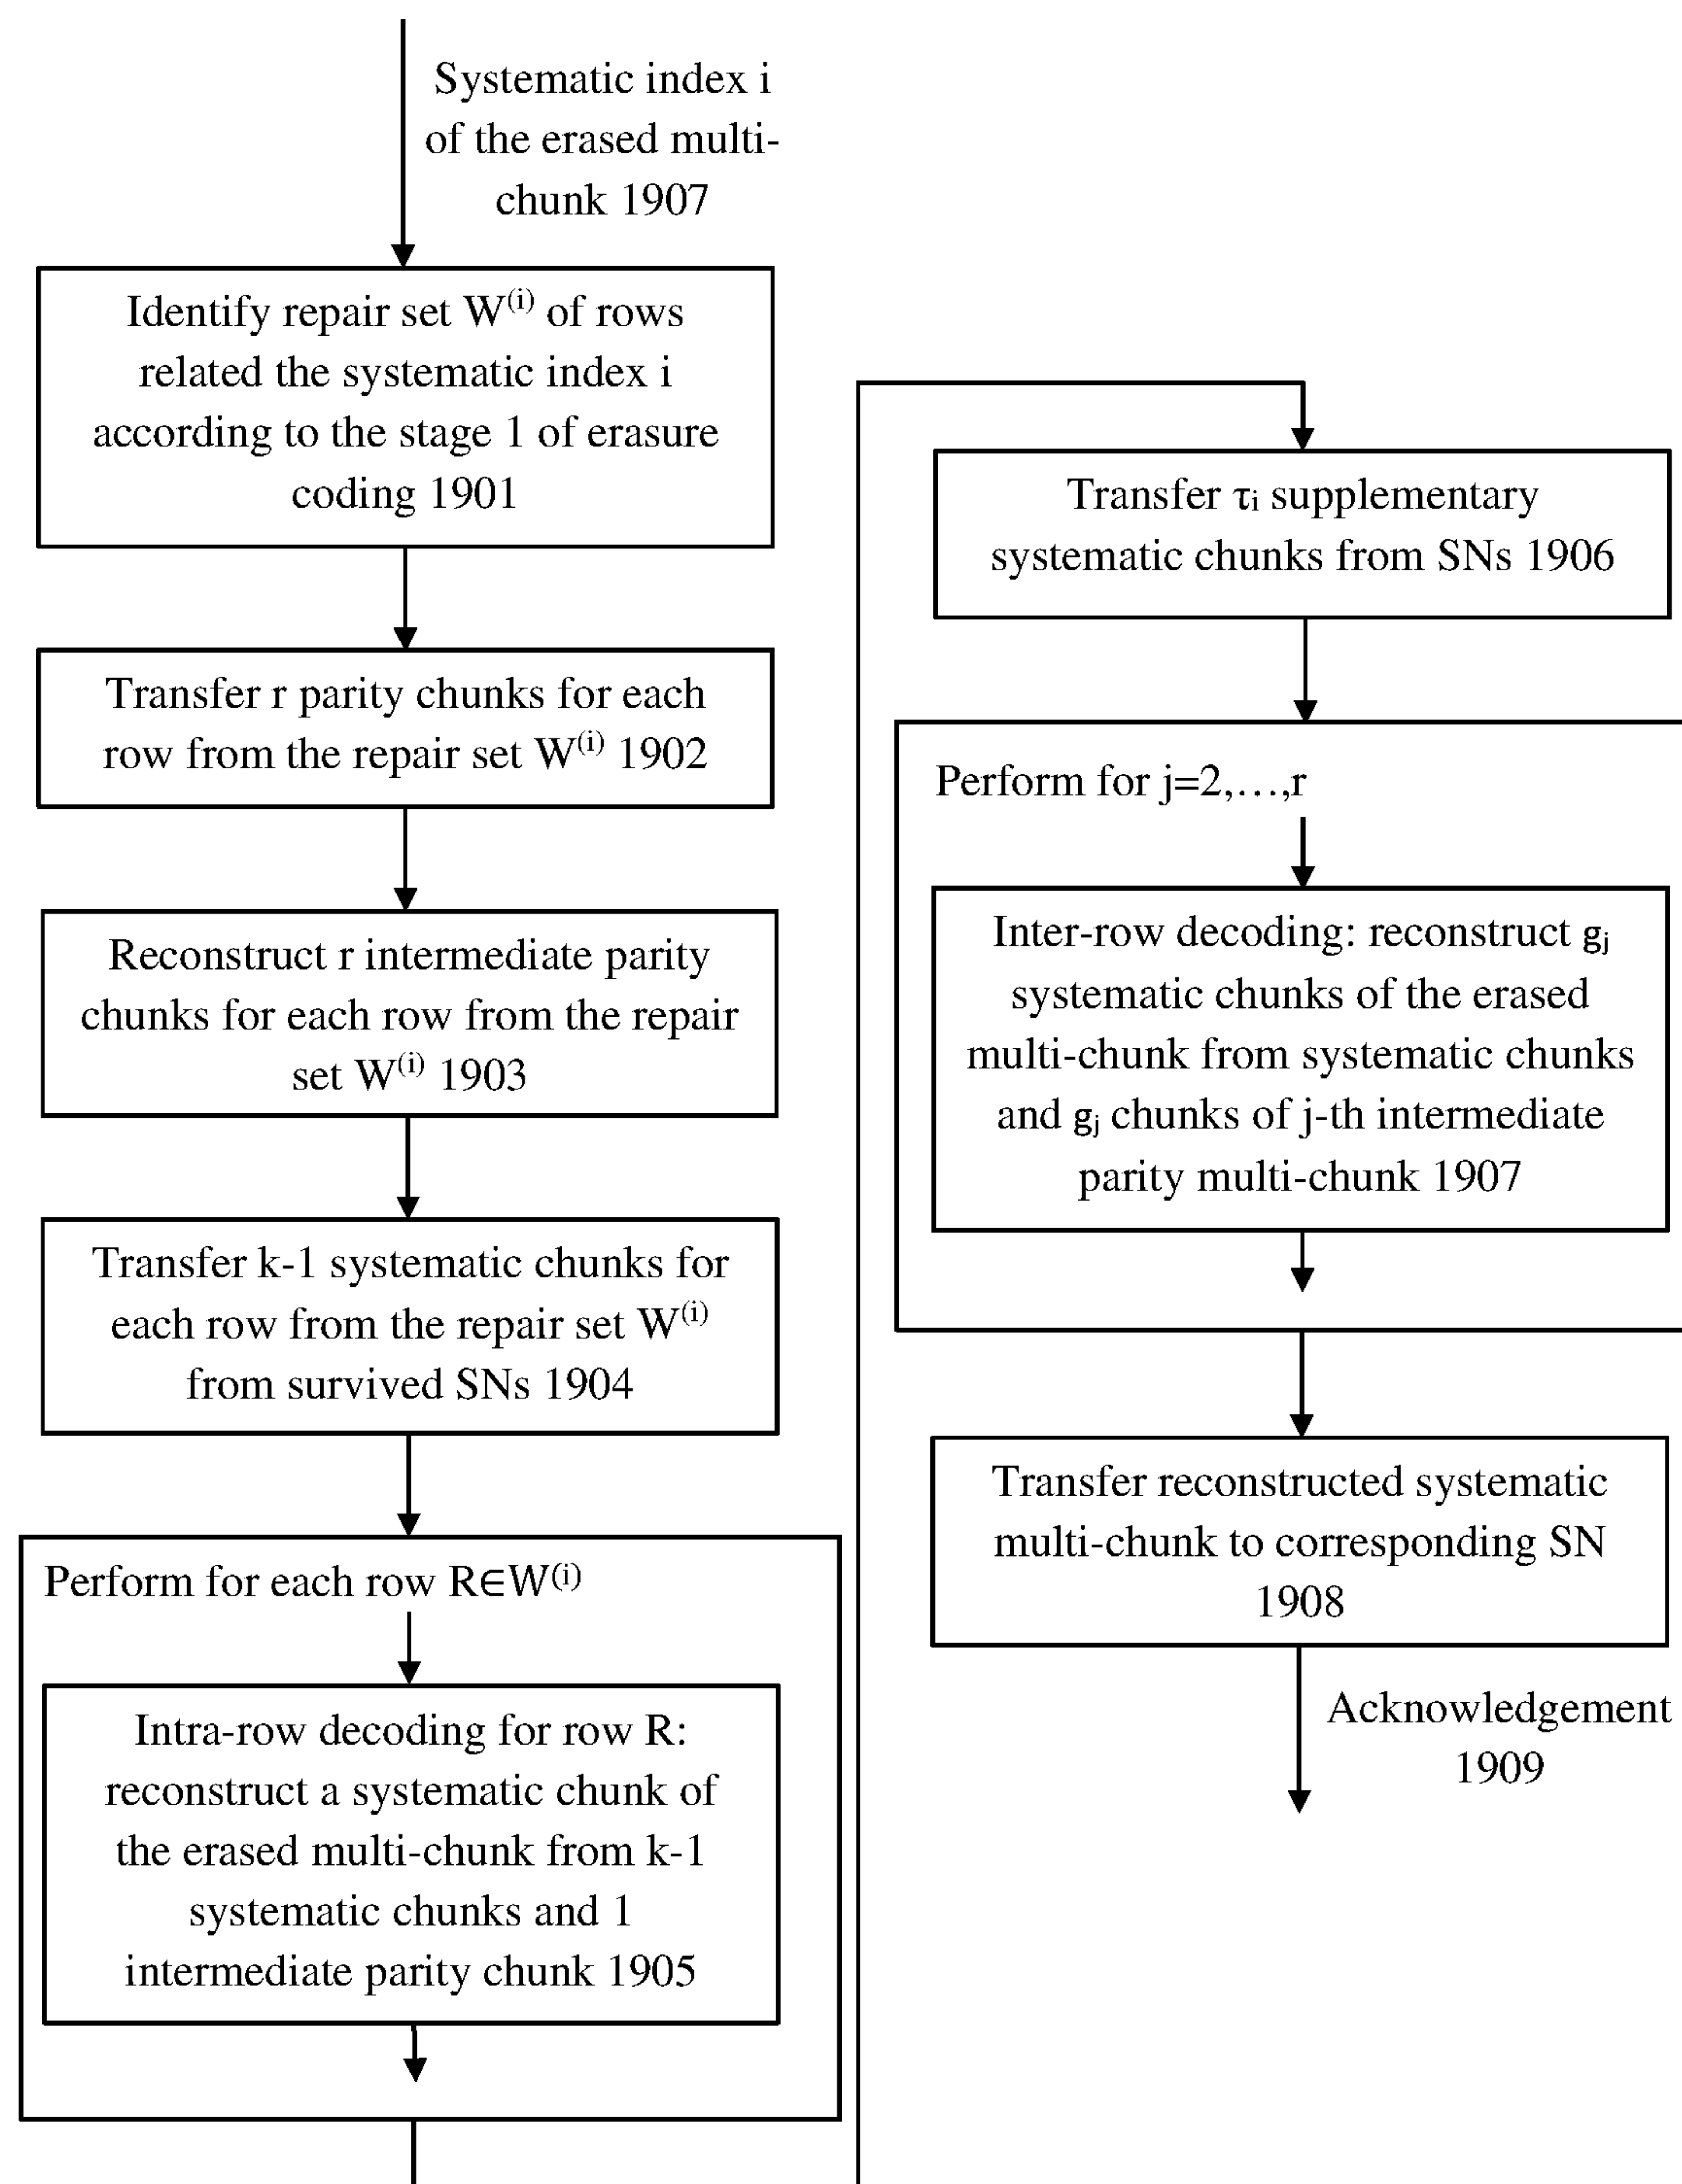 Systematic index i
of the erased multi-
chunk 1907
Identify repair set W⁽ⁱ⁾ of rows
related the systematic index i
according to the stage 1 of erasure
coding 1901
Transfer r parity chunks for each
row from the repair set W⁽ⁱ⁾ 1902
Reconstruct r intermediate parity
chunks for each row from the repair
set W⁽ⁱ⁾ 1903
Transfer k-1 systematic chunks for
each row from the repair set W⁽ⁱ⁾
from survived SNs 1904
Perform for each row R∈W⁽ⁱ⁾
Intra-row decoding for row R:
reconstruct a systematic chunk of
the erased multi-chunk from k-1
systematic chunks and 1
intermediate parity chunk 1905
Transfer τᵢ supplementary
systematic chunks from SNs 1906
Perform for j=2,…,r
Inter-row decoding: reconstruct gⱼ
systematic chunks of the erased
multi-chunk from systematic chunks
and gⱼ chunks of j-th intermediate
parity multi-chunk 1907
Transfer reconstructed systematic
multi-chunk to corresponding SN
1908
Acknowledgement
1909